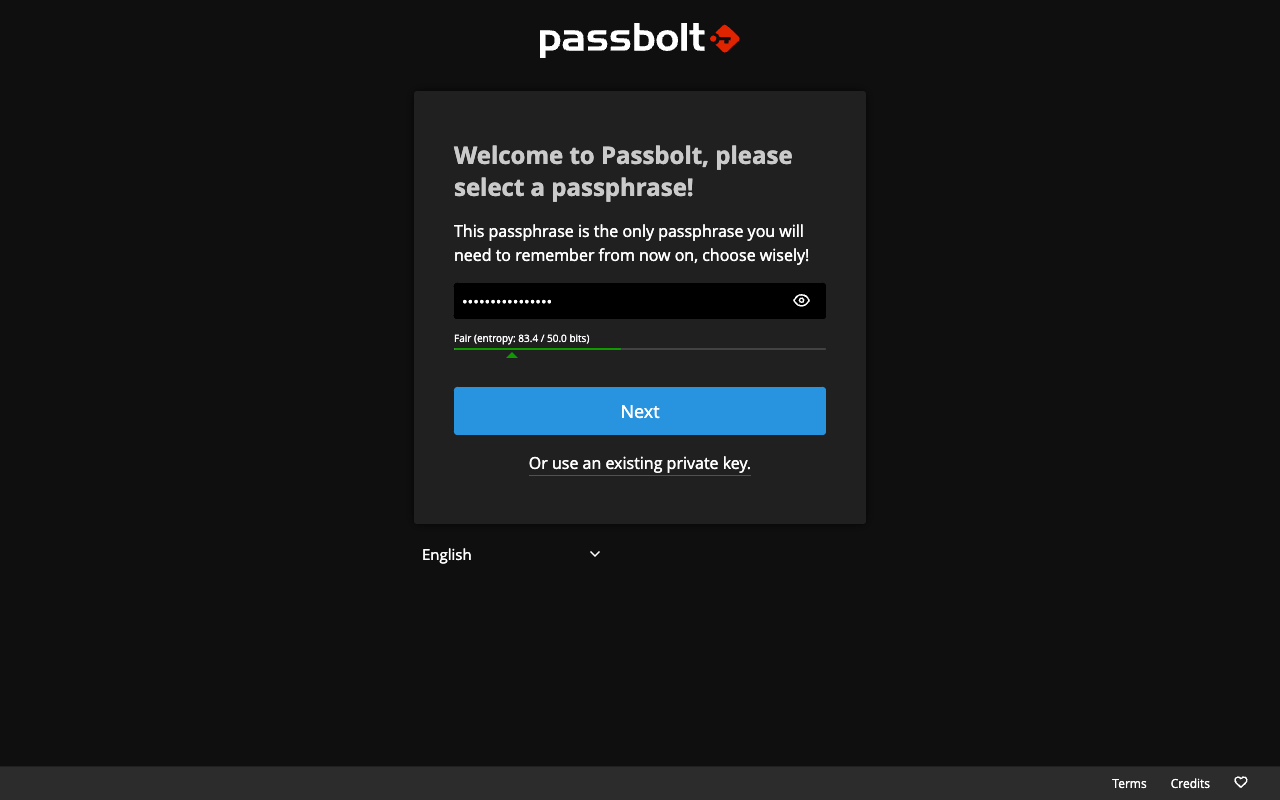 passbolt
Welcome to Passbolt, please
select a passphrase!
This passphrase is the only passphrase you will
need to remember from now on, choose wisely!
••••••••••••••••
Fair (entropy: 83.4 / 50.0 bits)
Next
Or use an existing private key.
English
Terms
Credits